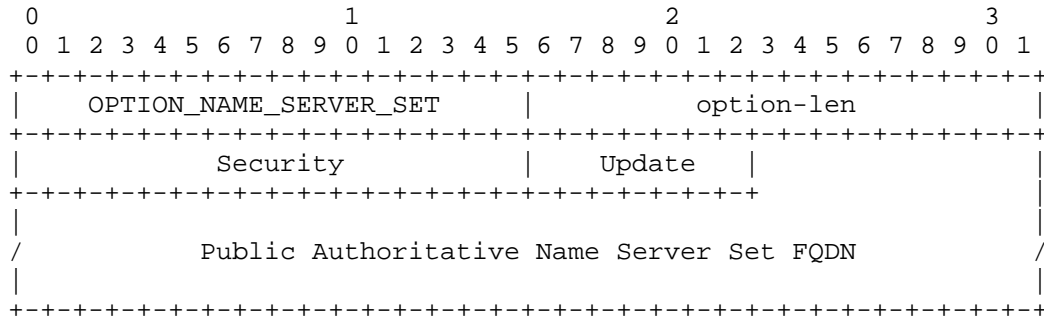 0                   1                   2                   3
 0 1 2 3 4 5 6 7 8 9 0 1 2 3 4 5 6 7 8 9 0 1 2 3 4 5 6 7 8 9 0 1
+-+-+-+-+-+-+-+-+-+-+-+-+-+-+-+-+-+-+-+-+-+-+-+-+-+-+-+-+-+-+-+-+
|    OPTION_NAME_SERVER_SET     |          option-len           |
+-+-+-+-+-+-+-+-+-+-+-+-+-+-+-+-+-+-+-+-+-+-+-+-+-+-+-+-+-+-+-+-+
|            Security           |    Update   |                 |
+-+-+-+-+-+-+-+-+-+-+-+-+-+-+-+-+-+-+-+-+-+-+-+                 |
|                                                               |
/           Public Authoritative Name Server Set FQDN           /
|                                                               |
+-+-+-+-+-+-+-+-+-+-+-+-+-+-+-+-+-+-+-+-+-+-+-+-+-+-+-+-+-+-+-+-+